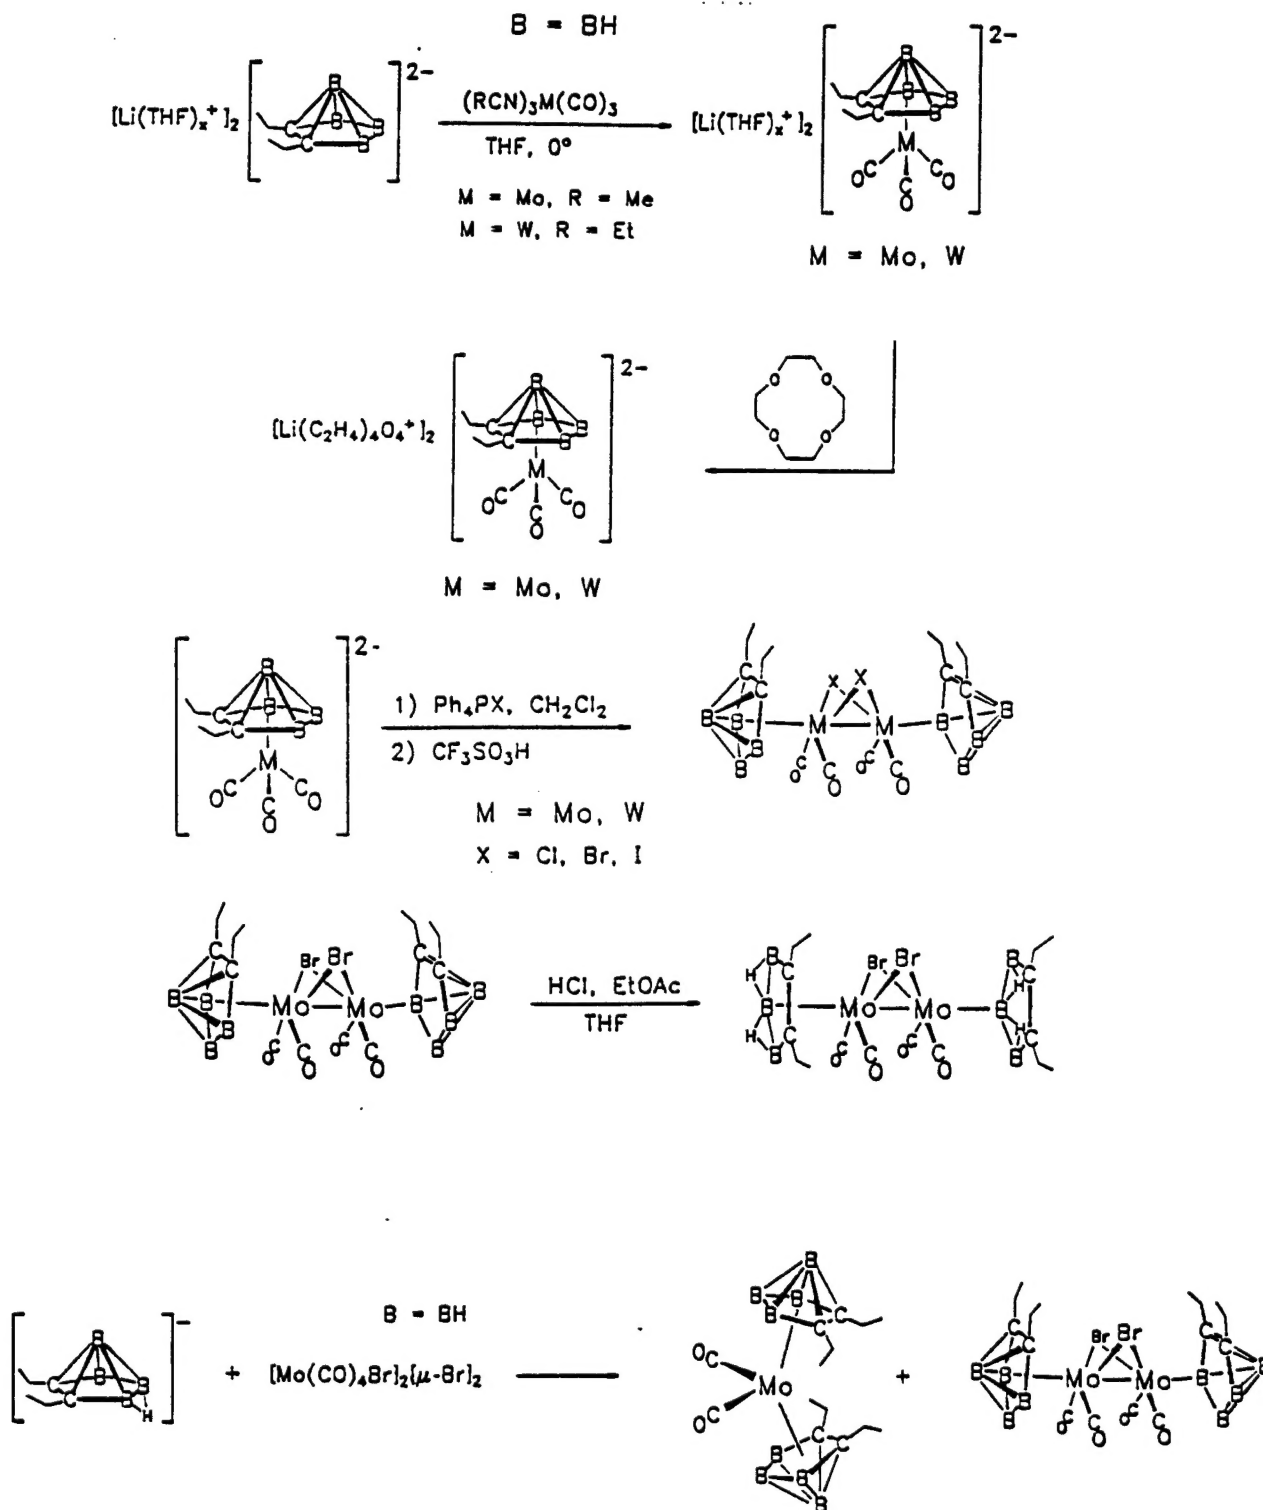 B = BH
[Li(THF)x+]2 [ ]2-
(RCN)3M(CO)3
THF, 0°
M = Mo, R = Me
M = W, R = Et
[Li(THF)x+]2 [ ]2-
M = Mo, W
[Li(C2H4)4O4+]2 [ ]2-
M = Mo, W
[ ]2-
1) Ph4PX, CH2Cl2
2) CF3SO3H
M = Mo, W
X = Cl, Br, I
HCl, EtOAc
THF
B = BH
[ ]- + [Mo(CO)4Br]2{μ-Br]2
+